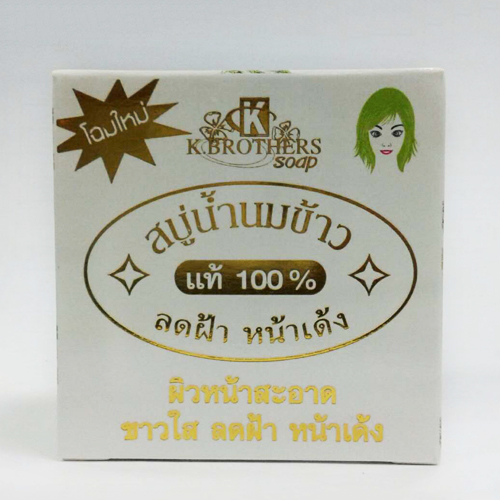 โฉมใหม่
K
K.BROTHERS
soap
สบู่น้ำนมข้าว
แท้ 100 %
ลดฝ้า หน้าเด้ง
ผิวหน้าสะอาด
ขาวใส ลดฝ้า หน้าเด้ง